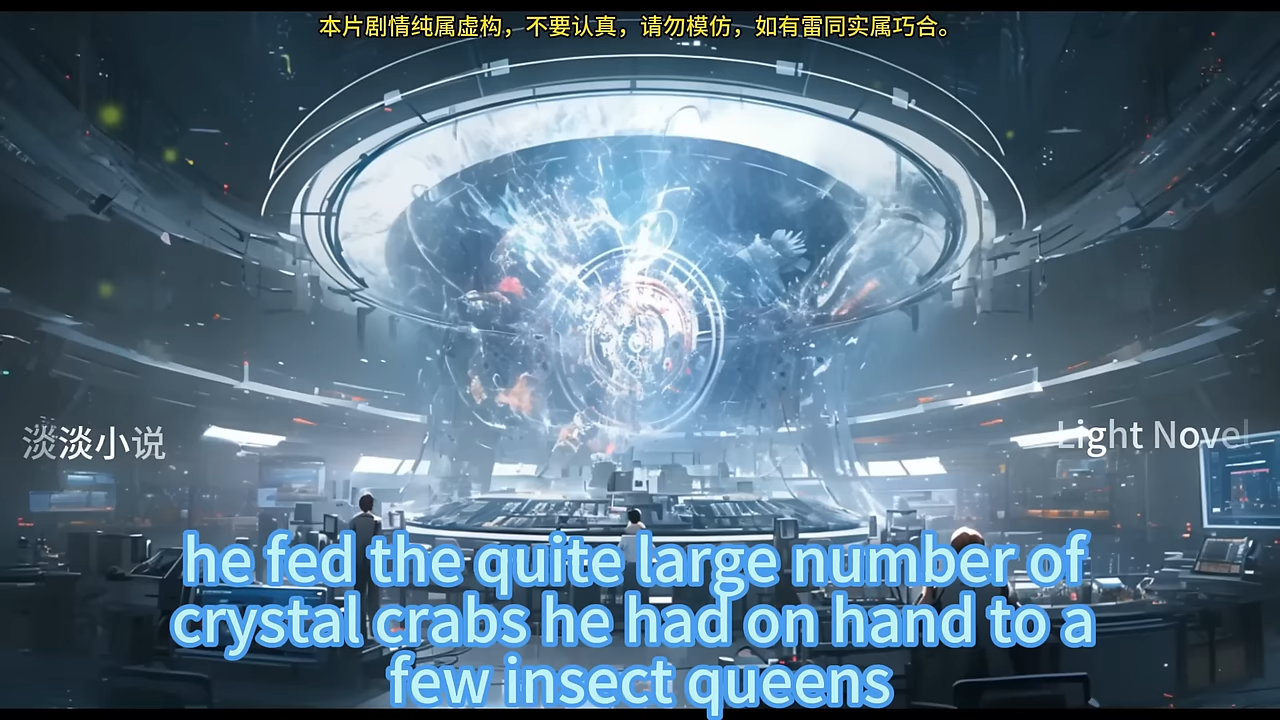 本片剧情纯属虚构，不要认真，请勿模仿，如有雷同实属巧合。
淡淡小说
Light Novel
he fed the quite large number of
crystal crabs he had on hand to a
few insect queens